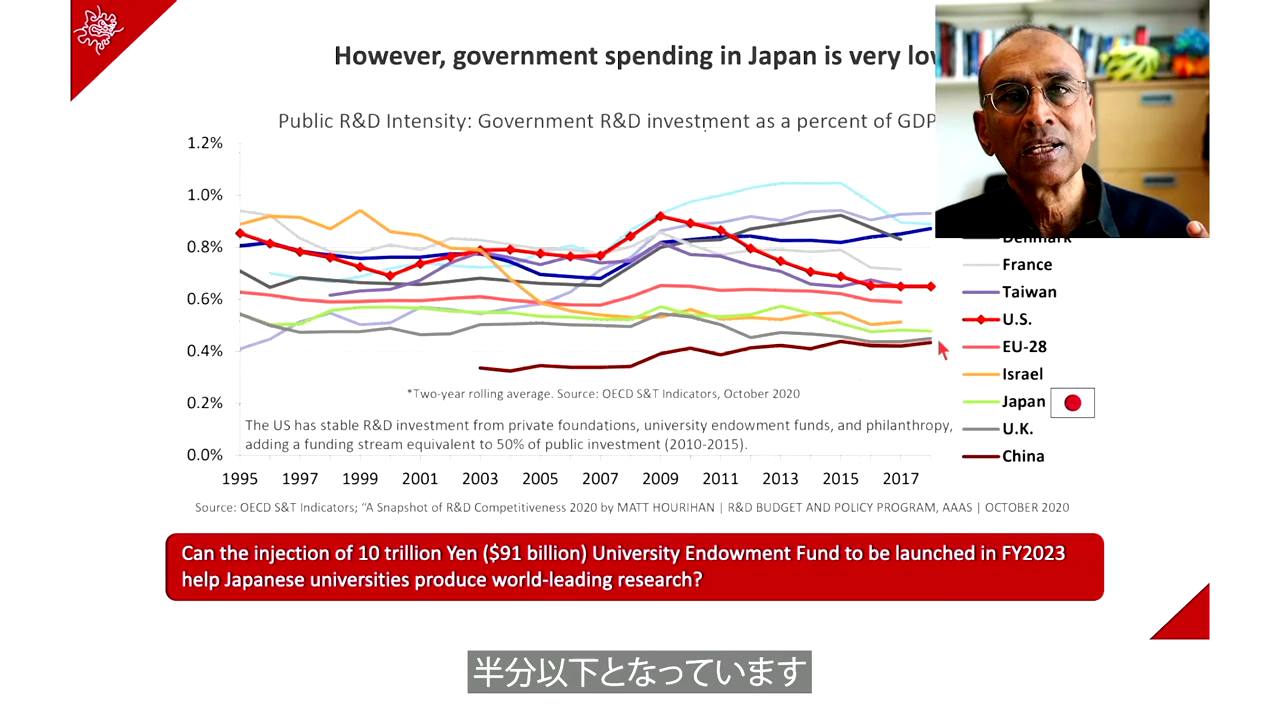 However, government spending in Japan is very
Public R&D Intensity: Government R&D investment as a percent of GDP
1.2%
1.0%
0.8%
0.6%
0.4%
0.2%
0.0%
1995 1997 1999 2001 2003 2005 2007 2009 2011 2013 2015 2017
Denmark
France
Taiwan
U.S.
EU-28
Israel
Japan
U.K.
China
*Two-year rolling average. Source: OECD S&T Indicators, October 2020
The US has stable R&D investment from private foundations, university endowment funds, and philanthropy,
adding a funding stream equivalent to 50% of public investment (2010-2015).
Source: OECD S&T Indicators; “A Snapshot of R&D Competitiveness 2020 by MATT HOURIHAN | R&D BUDGET AND POLICY PROGRAM, AAAS | OCTOBER 2020
Can the injection of 10 trillion Yen ($91 billion) University Endowment Fund to be launched in FY2023
help Japanese universities produce world-leading research?
半分以下となっています